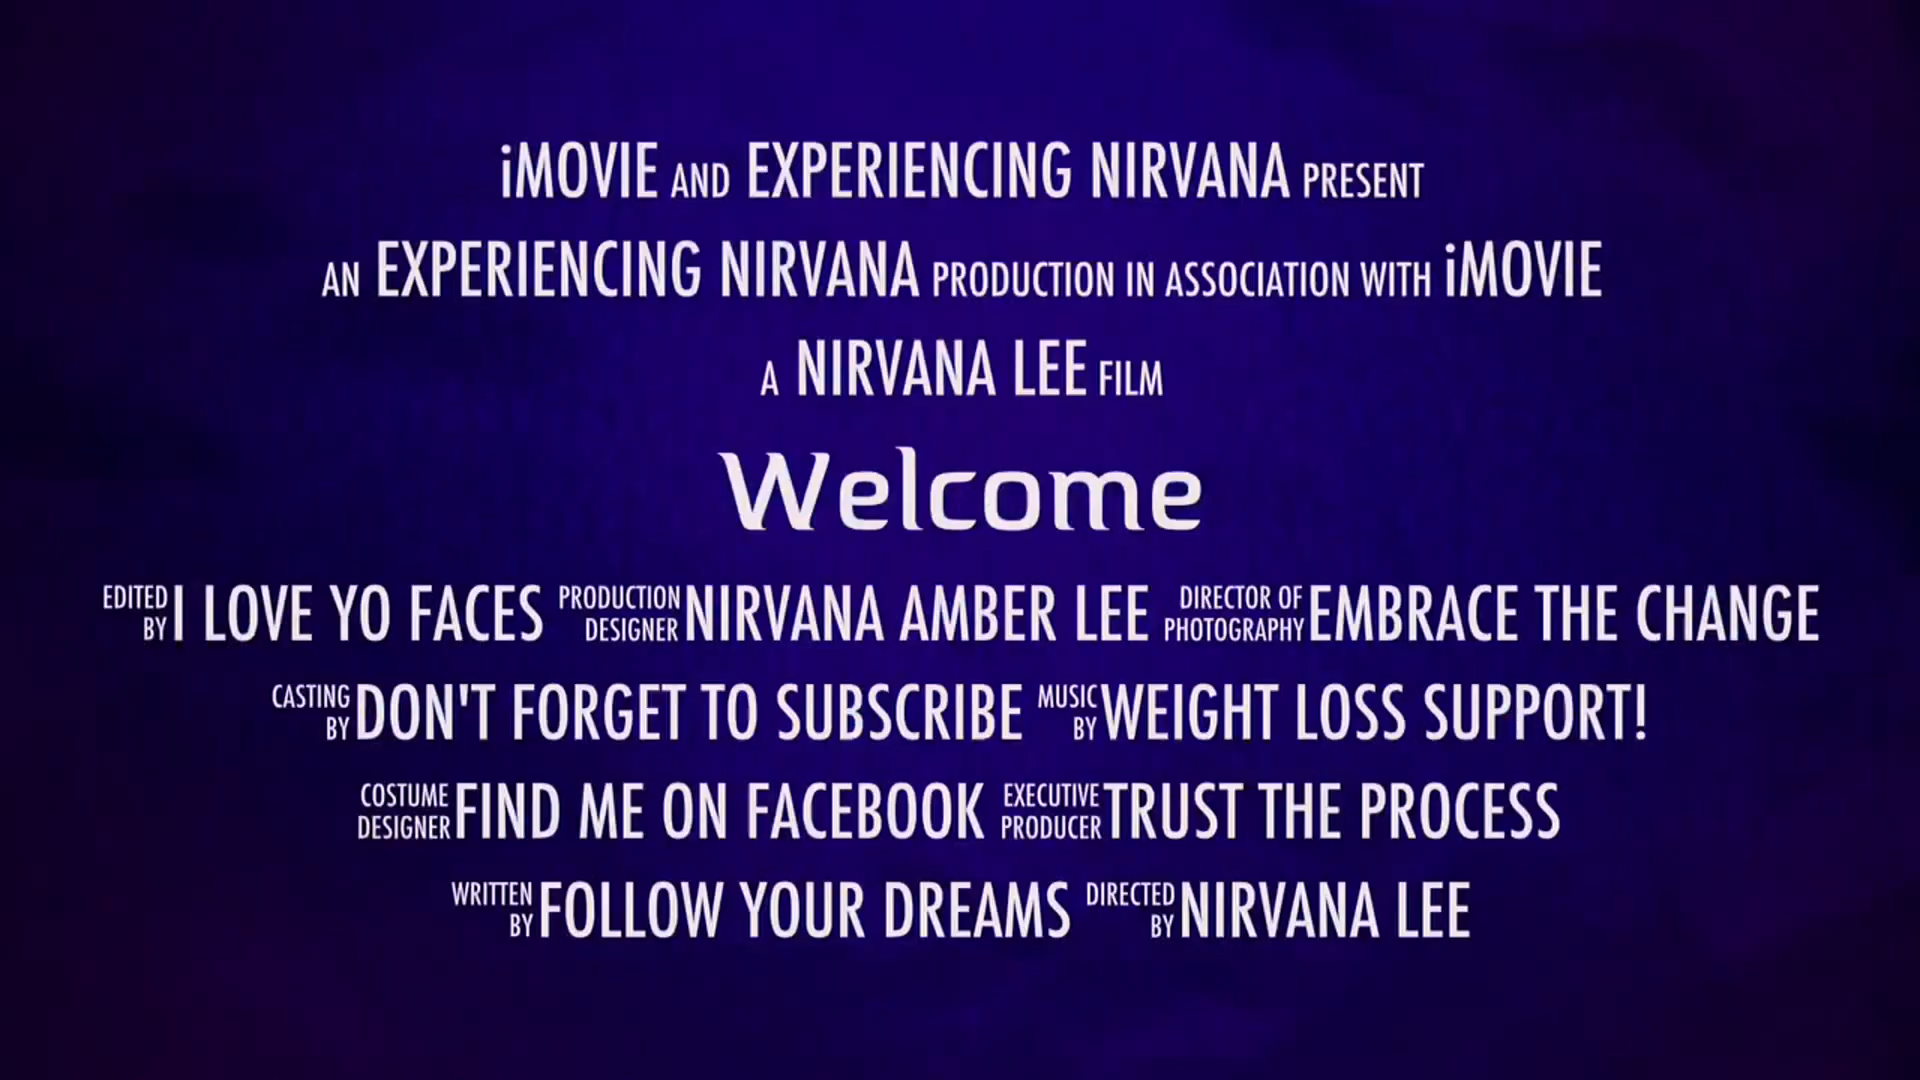 iMOVIE AND EXPERIENCING NIRVANA PRESENT
AN EXPERIENCING NIRVANA PRODUCTION IN ASSOCIATION WITH iMOVIE
A NIRVANA LEE FILM
Welcome
EDITED BY I LOVE YO FACES PRODUCTION DESIGNER NIRVANA AMBER LEE DIRECTOR OF PHOTOGRAPHY EMBRACE THE CHANGE
CASTING BY DON'T FORGET TO SUBSCRIBE MUSIC BY WEIGHT LOSS SUPPORT!
COSTUME DESIGNER FIND ME ON FACEBOOK EXECUTIVE PRODUCER TRUST THE PROCESS
WRITTEN BY FOLLOW YOUR DREAMS DIRECTED BY NIRVANA LEE